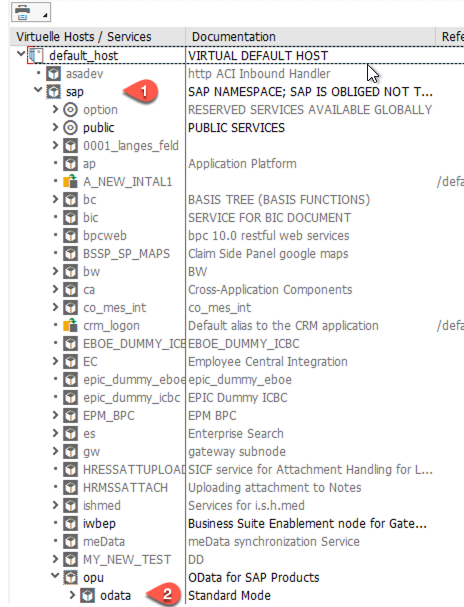 Virtuelle Hosts / Services Documentation Refe
default_host VIRTUAL DEFAULT HOST
asadev http ACI Inbound Handler
sap 1 SAP NAMESPACE; SAP IS OBLIGED NOT T...
option RESERVED SERVICES AVAILABLE GLOBALLY
public PUBLIC SERVICES
0001_langes_feld
ap Application Platform
A_NEW_INTAL1 /defa
bc BASIS TREE (BASIS FUNCTIONS)
bic SERVICE FOR BIC DOCUMENT
bpcweb bpc 10.0 restful web services
BSSP_SP_MAPS Claim Side Panel google maps
bw BW
ca Cross-Application Components
co_mes_int co_mes_int
crm_logon Default alias to the CRM application /defa
EBOE_DUMMY_ICB EBOE_DUMMY_ICBC
EC Employee Central Integration
epic_dummy_eboe epic_dummy_eboe
epic_dummy_icbc EPIC Dummy ICBC
EPM_BPC EPM BPC
es Enterprise Search
gw gateway subnode
HRESSATTUPLOAD SICF service for Attachment Handling for L...
HRMSSATTACH Uploading attachment to Notes
ishmed Services for i.s.h.med
iwbep Business Suite Enablement node for Gate...
meData meData synchronization Service
MY_NEW_TEST DD
opu OData for SAP Products
odata 2 Standard Mode